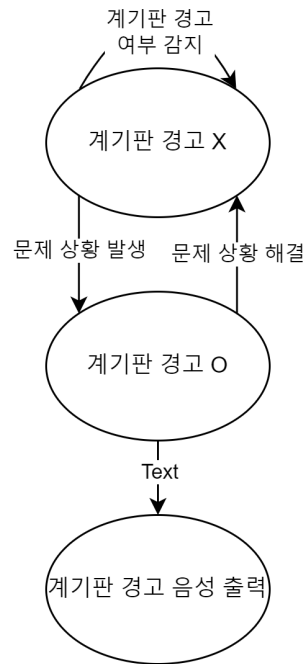 계기판 경고
여부 감지
계기판 경고 X
문제 상황 발생
문제 상황 해결
계기판 경고 O
Text
계기판 경고 음성 출력